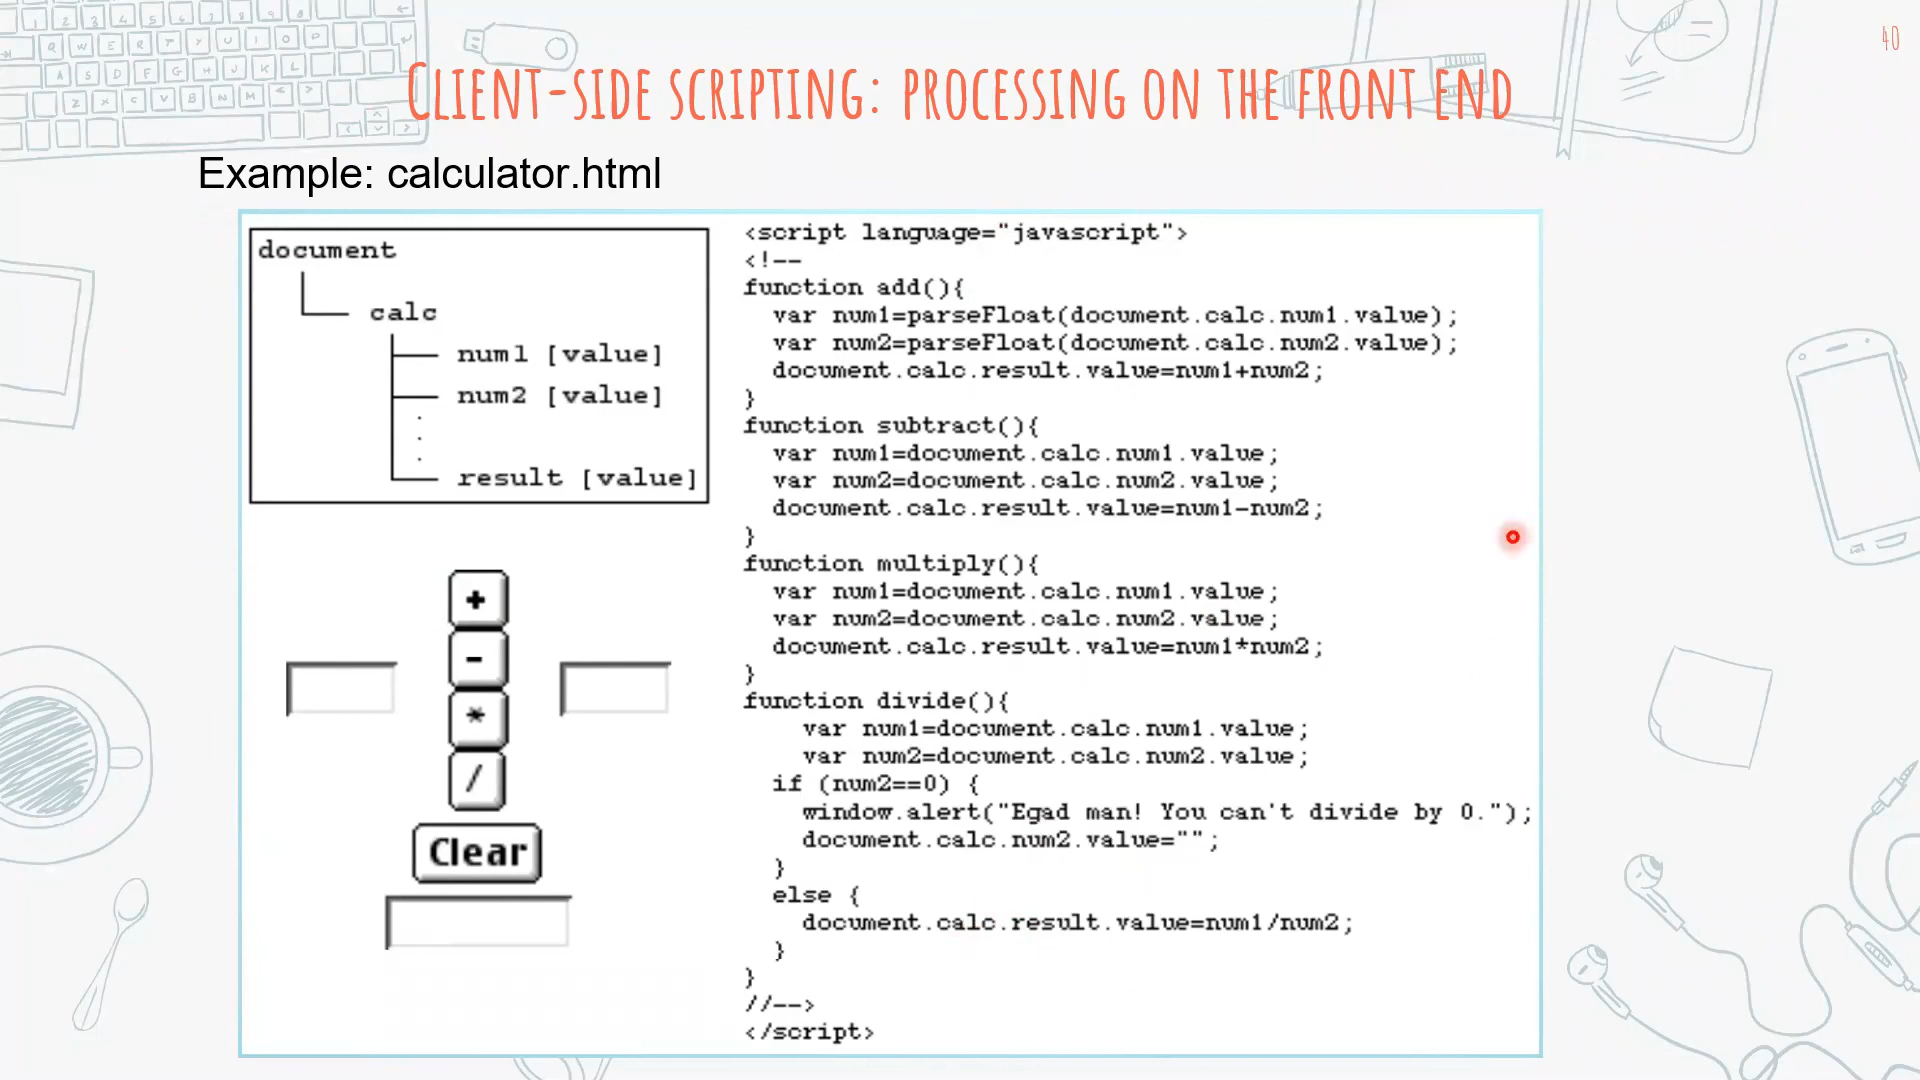 40
Client-side scripting: processing on the front end
Example: calculator.html
document
calc
num1 [value]
num2 [value]
.
.
.
result [value]
+
-
*
/
Clear
<script language="javascript">
<!--
function add(){
var num1=parseFloat(document.calc.num1.value);
var num2=parseFloat(document.calc.num2.value);
document.calc.result.value=num1+num2;
}
function subtract(){
var num1=document.calc.num1.value;
var num2=document.calc.num2.value;
document.calc.result.value=num1-num2;
}
function multiply(){
var num1=document.calc.num1.value;
var num2=document.calc.num2.value;
document.calc.result.value=num1*num2;
}
function divide(){
var num1=document.calc.num1.value;
var num2=document.calc.num2.value;
if (num2==0) {
window.alert("Egad man! You can't divide by 0.");
document.calc.num2.value="";
}
else {
document.calc.result.value=num1/num2;
}
}
//-->
</script>